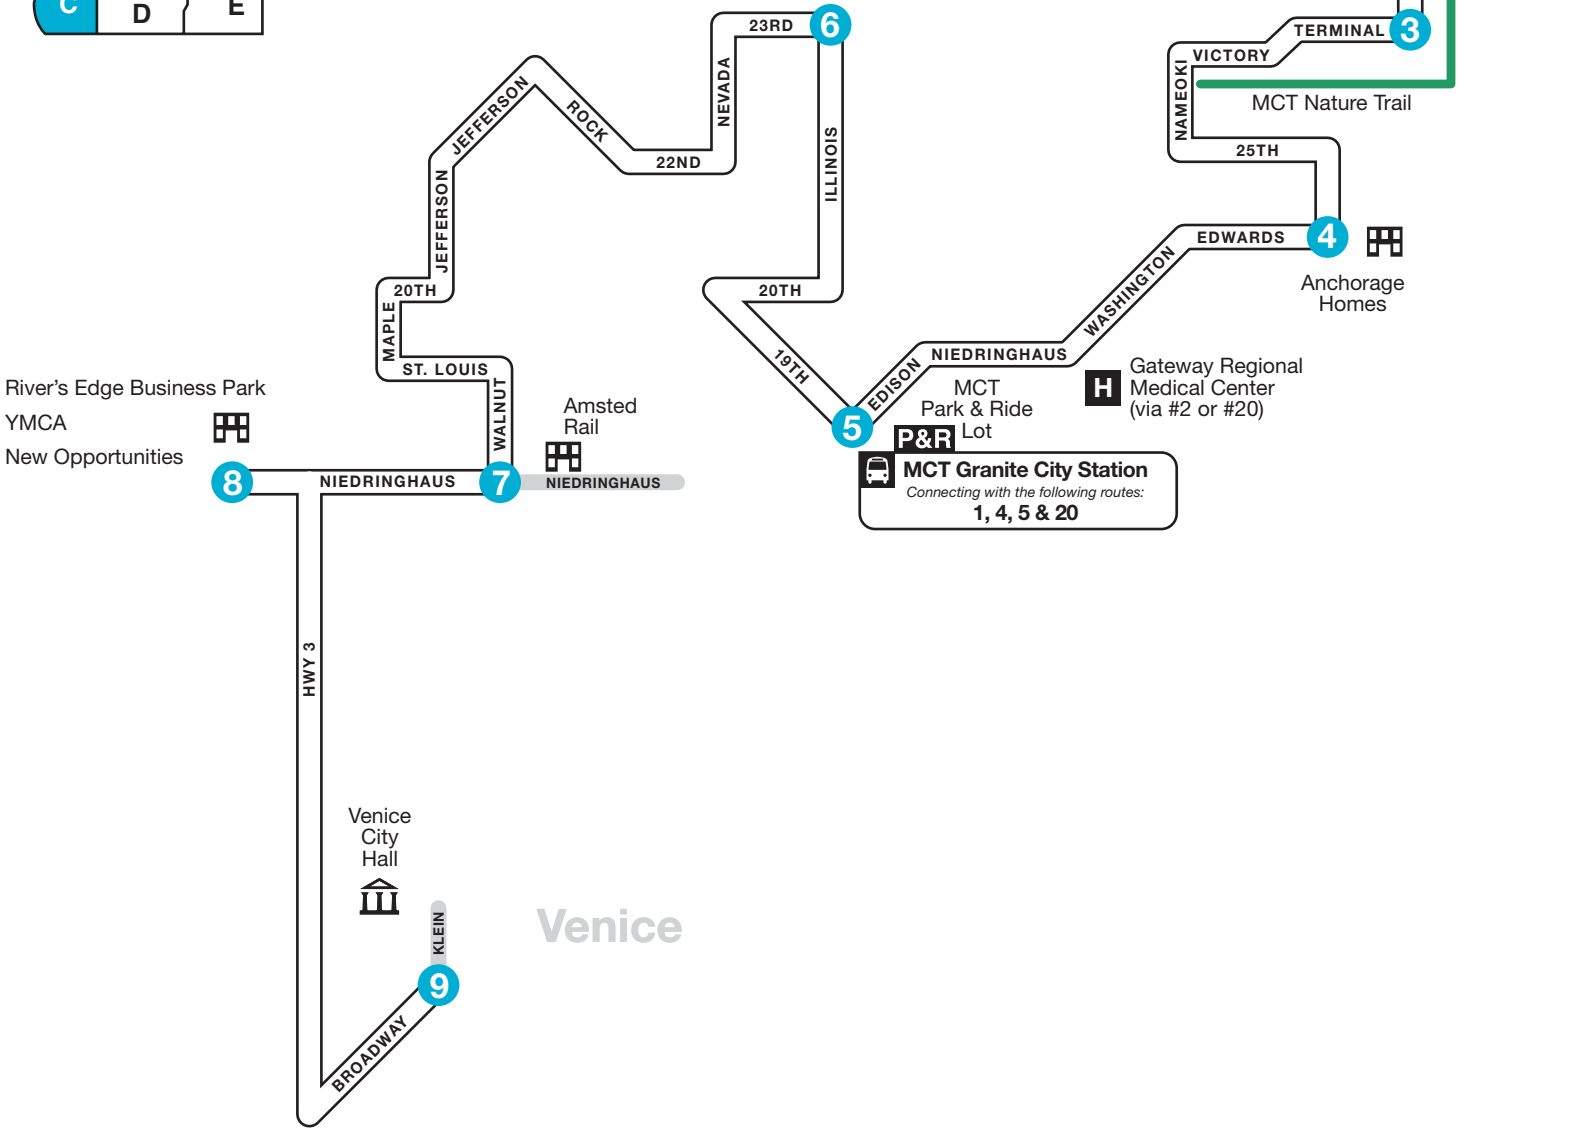 C
D
E
23RD
6
TERMINAL
3
VICTORY
NAMEOKI
MCT Nature Trail
25TH
JEFFERSON
ROCK
22ND
NEVADA
ILLINOIS
JEFFERSON
20TH
MAPLE
ST. LOUIS
WALNUT
20TH
19TH
EDWARDS
4
WASHINGTON
Anchorage
Homes
NIEDRINGHAUS
EDISON
5
MCT
Park & Ride
Lot
P&R
H
Gateway Regional
Medical Center
(via #2 or #20)
MCT Granite City Station
Connecting with the following routes:
1, 4, 5 & 20
River's Edge Business Park
YMCA
New Opportunities
Amsted
Rail
8
NIEDRINGHAUS
7
NIEDRINGHAUS
HWY 3
Venice
City
Hall
KLEIN
Venice
9
BROADWAY